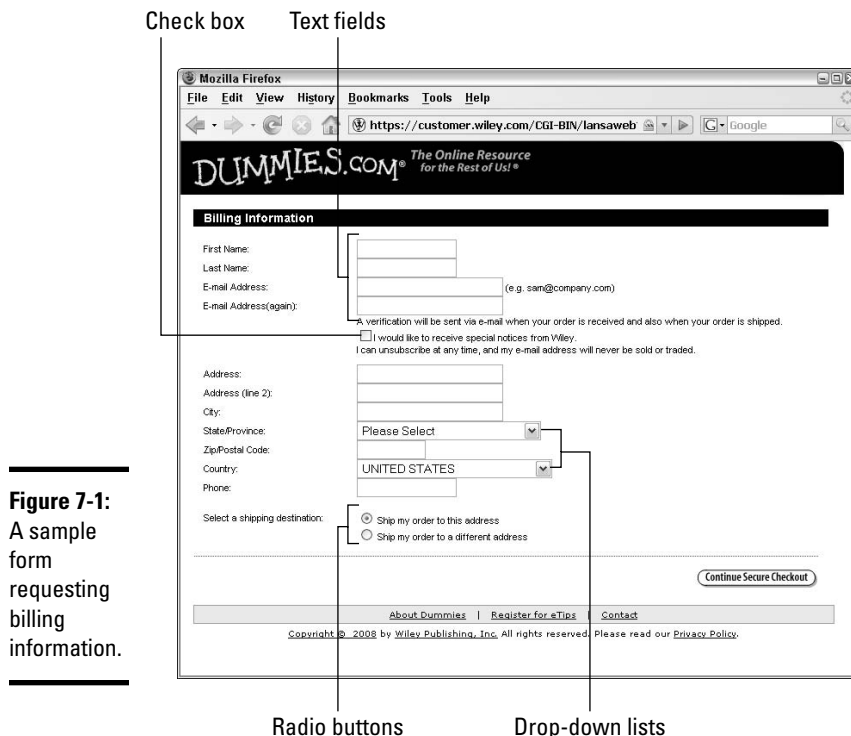 Check box Text fields
Mozilla Firefox
File Edit View History Bookmarks Tools Help
https://customer.wiley.com/CGI-BIN/lansaweb G Google
DUMMIES.COM® The Online Resource
for the Rest of Us! ®
Billing Information
First Name:
Last Name:
E-mail Address: (e.g. sam@company.com)
E-mail Address(again):
A verification will be sent via e-mail when your order is received and also when your order is shipped.
I would like to receive special notices from Wiley.
I can unsubscribe at any time, and my e-mail address will never be sold or traded.
Address:
Address (line 2):
City:
State/Province: Please Select
Zip/Postal Code:
Country: UNITED STATES
Phone:
Select a shipping destination: Ship my order to this address
Ship my order to a different address
Continue Secure Checkout
About Dummies | Register for eTips | Contact
Copyright © 2008 by Wiley Publishing, Inc. All rights reserved. Please read our Privacy Policy.
Radio buttons Drop-down lists
Figure 7-1:
A sample
form
requesting
billing
information.